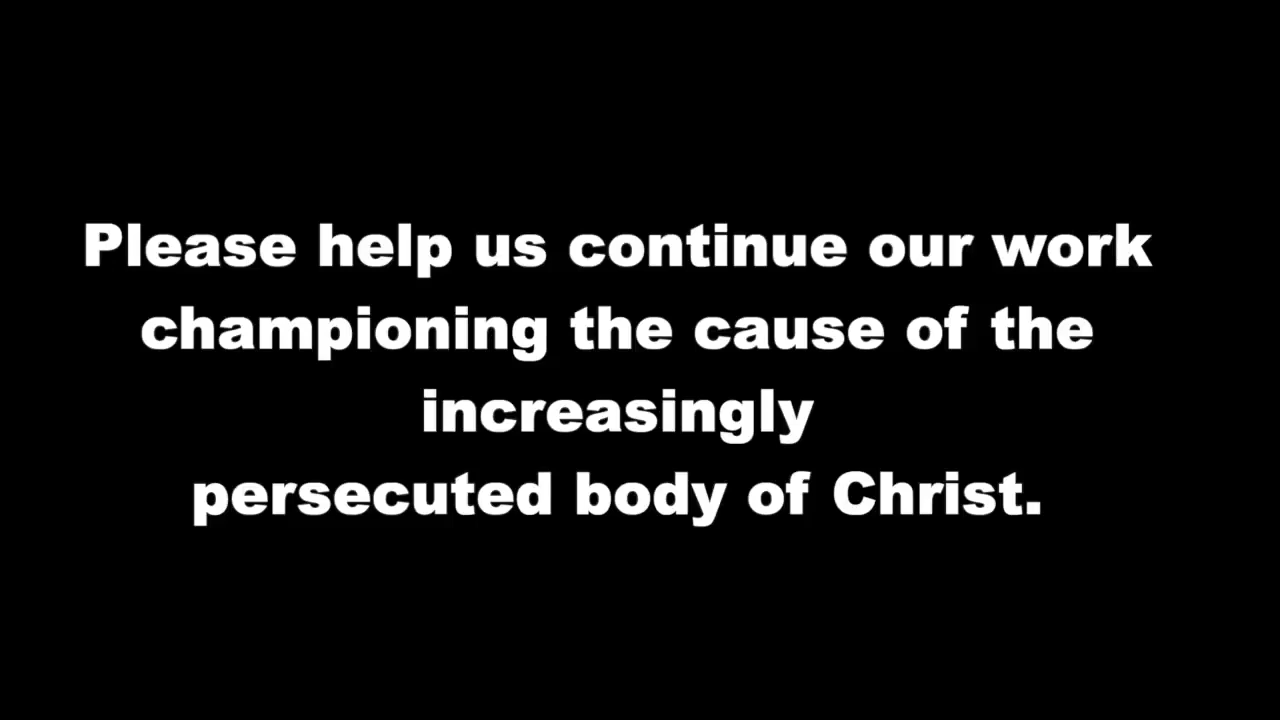 Please help us continue our work
championing the cause of the
increasingly
persecuted body of Christ.